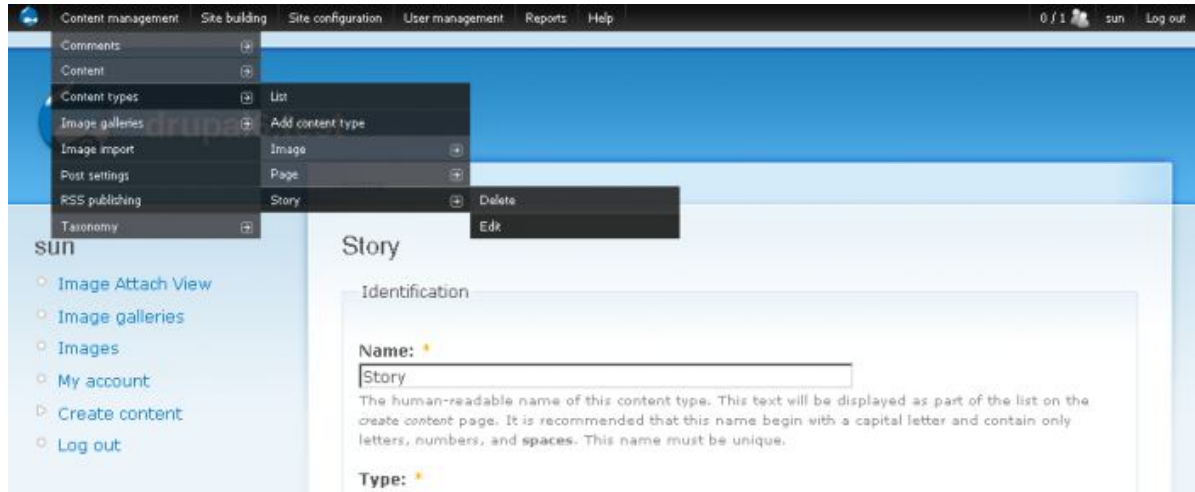 Content management Site building Site configuration User management Reports Help 0 / 1 sun Log out
Comments
Content
Content types List
Image galleries Add content type
Image import Image
Post settings Page
RSS publishing Story Delete
Taxonomy Edit
sun
Story
Image Attach View
Image galleries
Images
My account
Create content
Log out
Identification
Name: *
Story
The human-readable name of this content type. This text will be displayed as part of the list on the
create content page. It is recommended that this name begin with a capital letter and contain only
letters, numbers, and spaces. This name must be unique.
Type: *